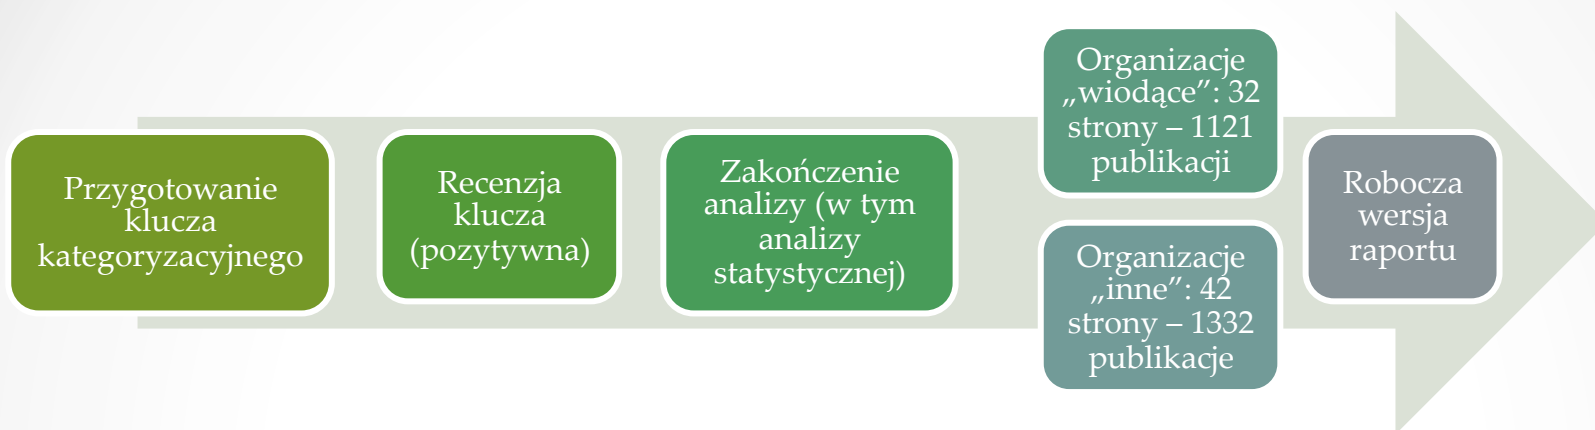 Przygotowanie
klucza
kategoryzacyjnego
Recenzja
klucza
(pozytywna)
Zakończenie
analizy (w tym
analizy
statystycznej)
Organizacje
„wiodące”: 32
strony – 1121
publikacji
Organizacje
„inne”: 42
strony – 1332
publikacje
Robocza
wersja
raportu